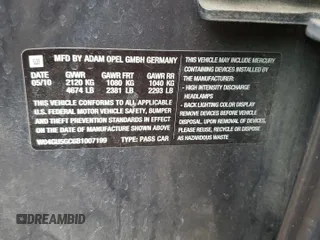 GM MFD BY ADAM OPEL GMBH GERMANY
DATE GVWR GAWR FRT GAWR RR
05/10 2120 KG 1080 KG 1040 KG
4674 LB 2381 LB 2293 LB
THIS VEHICLE CONFORMS TO ALL APPLICABLE
U.S. FEDERAL MOTOR VEHICLE SAFETY, BUMPER,
AND THEFT PREVENTION STANDARDS IN EFFECT
ON THE DATE OF MANUFACTURE SHOWN ABOVE.
W04GU5GC6B1007199 TYPE: PASS CAR
THIS VEHICLE MAY INCLUDE MERCURY
CONTAINING DEVICES INSTALLED BY
THE MANUFACTURER:
- HIGH INTENSITY DISCHARGE
HEADLAMPS
- BACK LIGHTING COLOR DISPLAY
REMOVE DEVICES BEFORE VEHICLE
DISPOSAL. UPON REMOVAL OF DEVICES
PLEASE REUSE, RECYCLE OR DISPOSE
AS HAZARDOUS WASTE.
DREAMBID